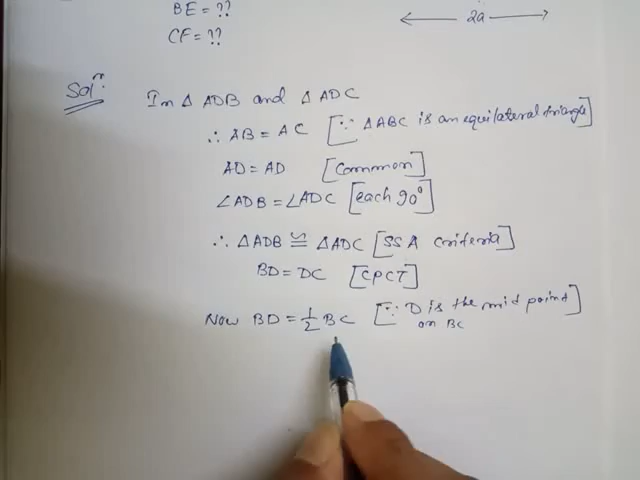 BE = ??
CF = ??
2a
Solⁿ:
In △ ADB and △ ADC
∴ AB = AC [∵ △ABC is an equilateral triangle]
AD = AD [common]
∠ADB = ∠ADC [each 90°]
∴ △ADB ≅ △ADC [SSA criteria]
BD = DC [CPCT]
Now BD = 1/2 BC [∵ D is the mid point
on BC]